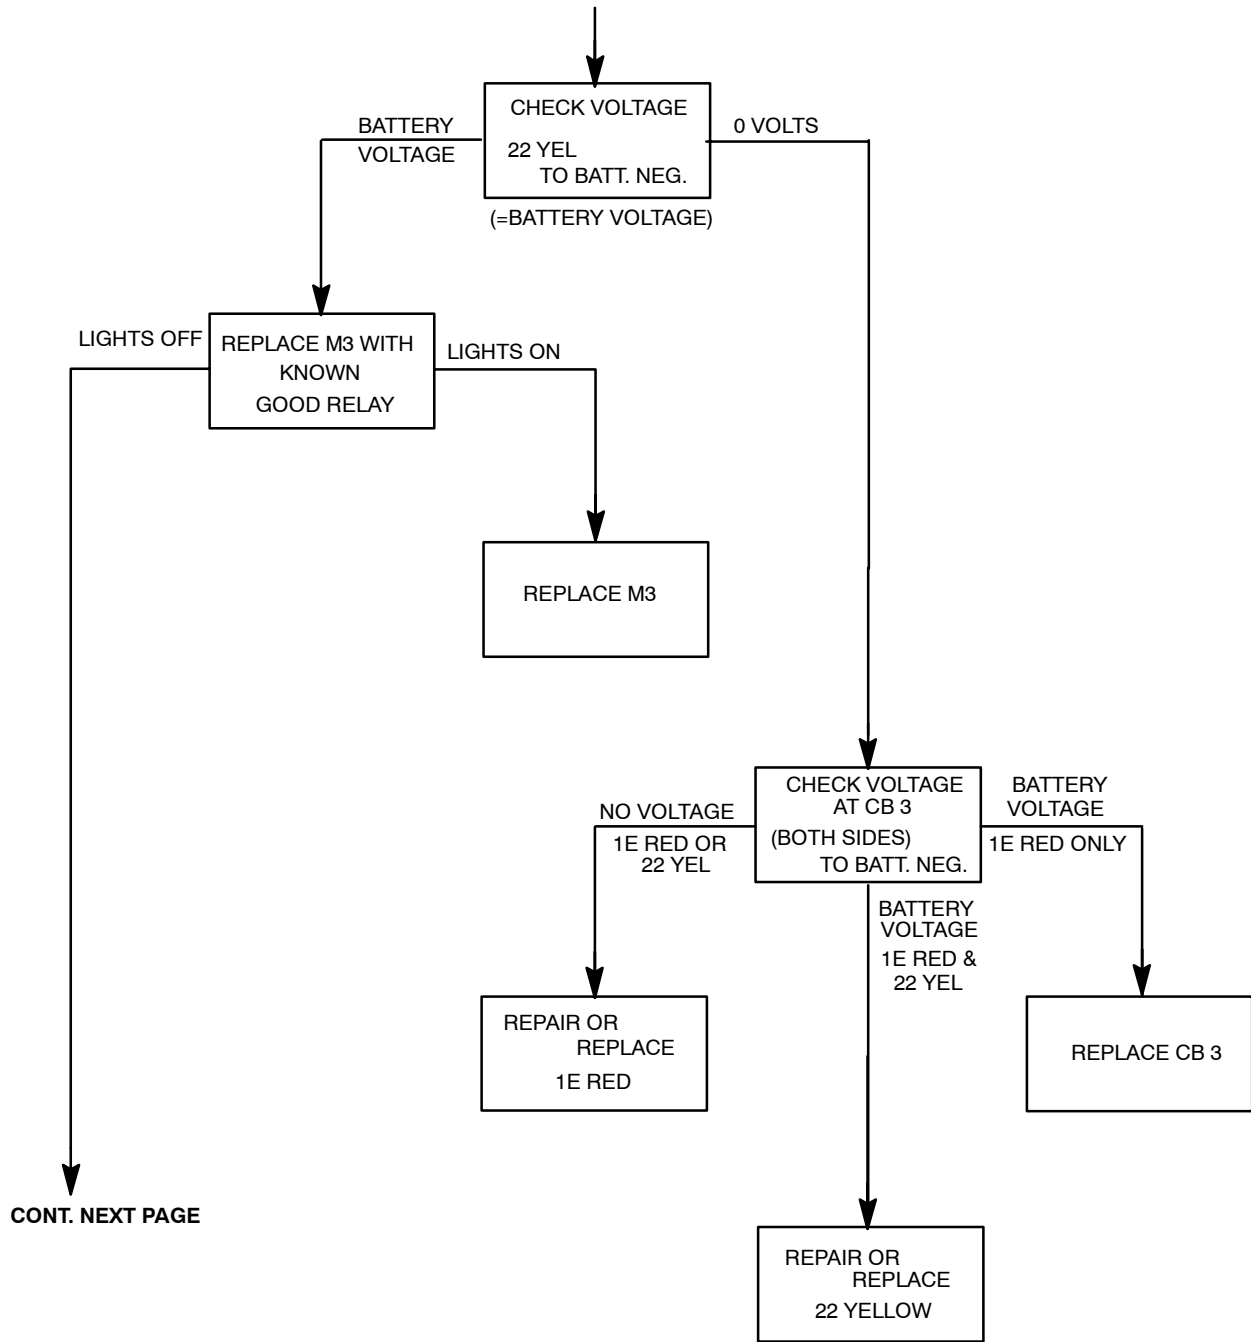 CHECK VOLTAGE
22 YEL
TO BATT. NEG.
(=BATTERY VOLTAGE)
BATTERY
VOLTAGE
0 VOLTS
LIGHTS OFF
REPLACE M3 WITH
KNOWN
GOOD RELAY
LIGHTS ON
REPLACE M3
CHECK VOLTAGE
AT CB 3
(BOTH SIDES)
TO BATT. NEG.
NO VOLTAGE
1E RED OR
22 YEL
BATTERY
VOLTAGE
1E RED ONLY
BATTERY
VOLTAGE
1E RED &
22 YEL
REPAIR OR
REPLACE
1E RED
REPLACE CB 3
CONT. NEXT PAGE
REPAIR OR
REPLACE
22 YELLOW